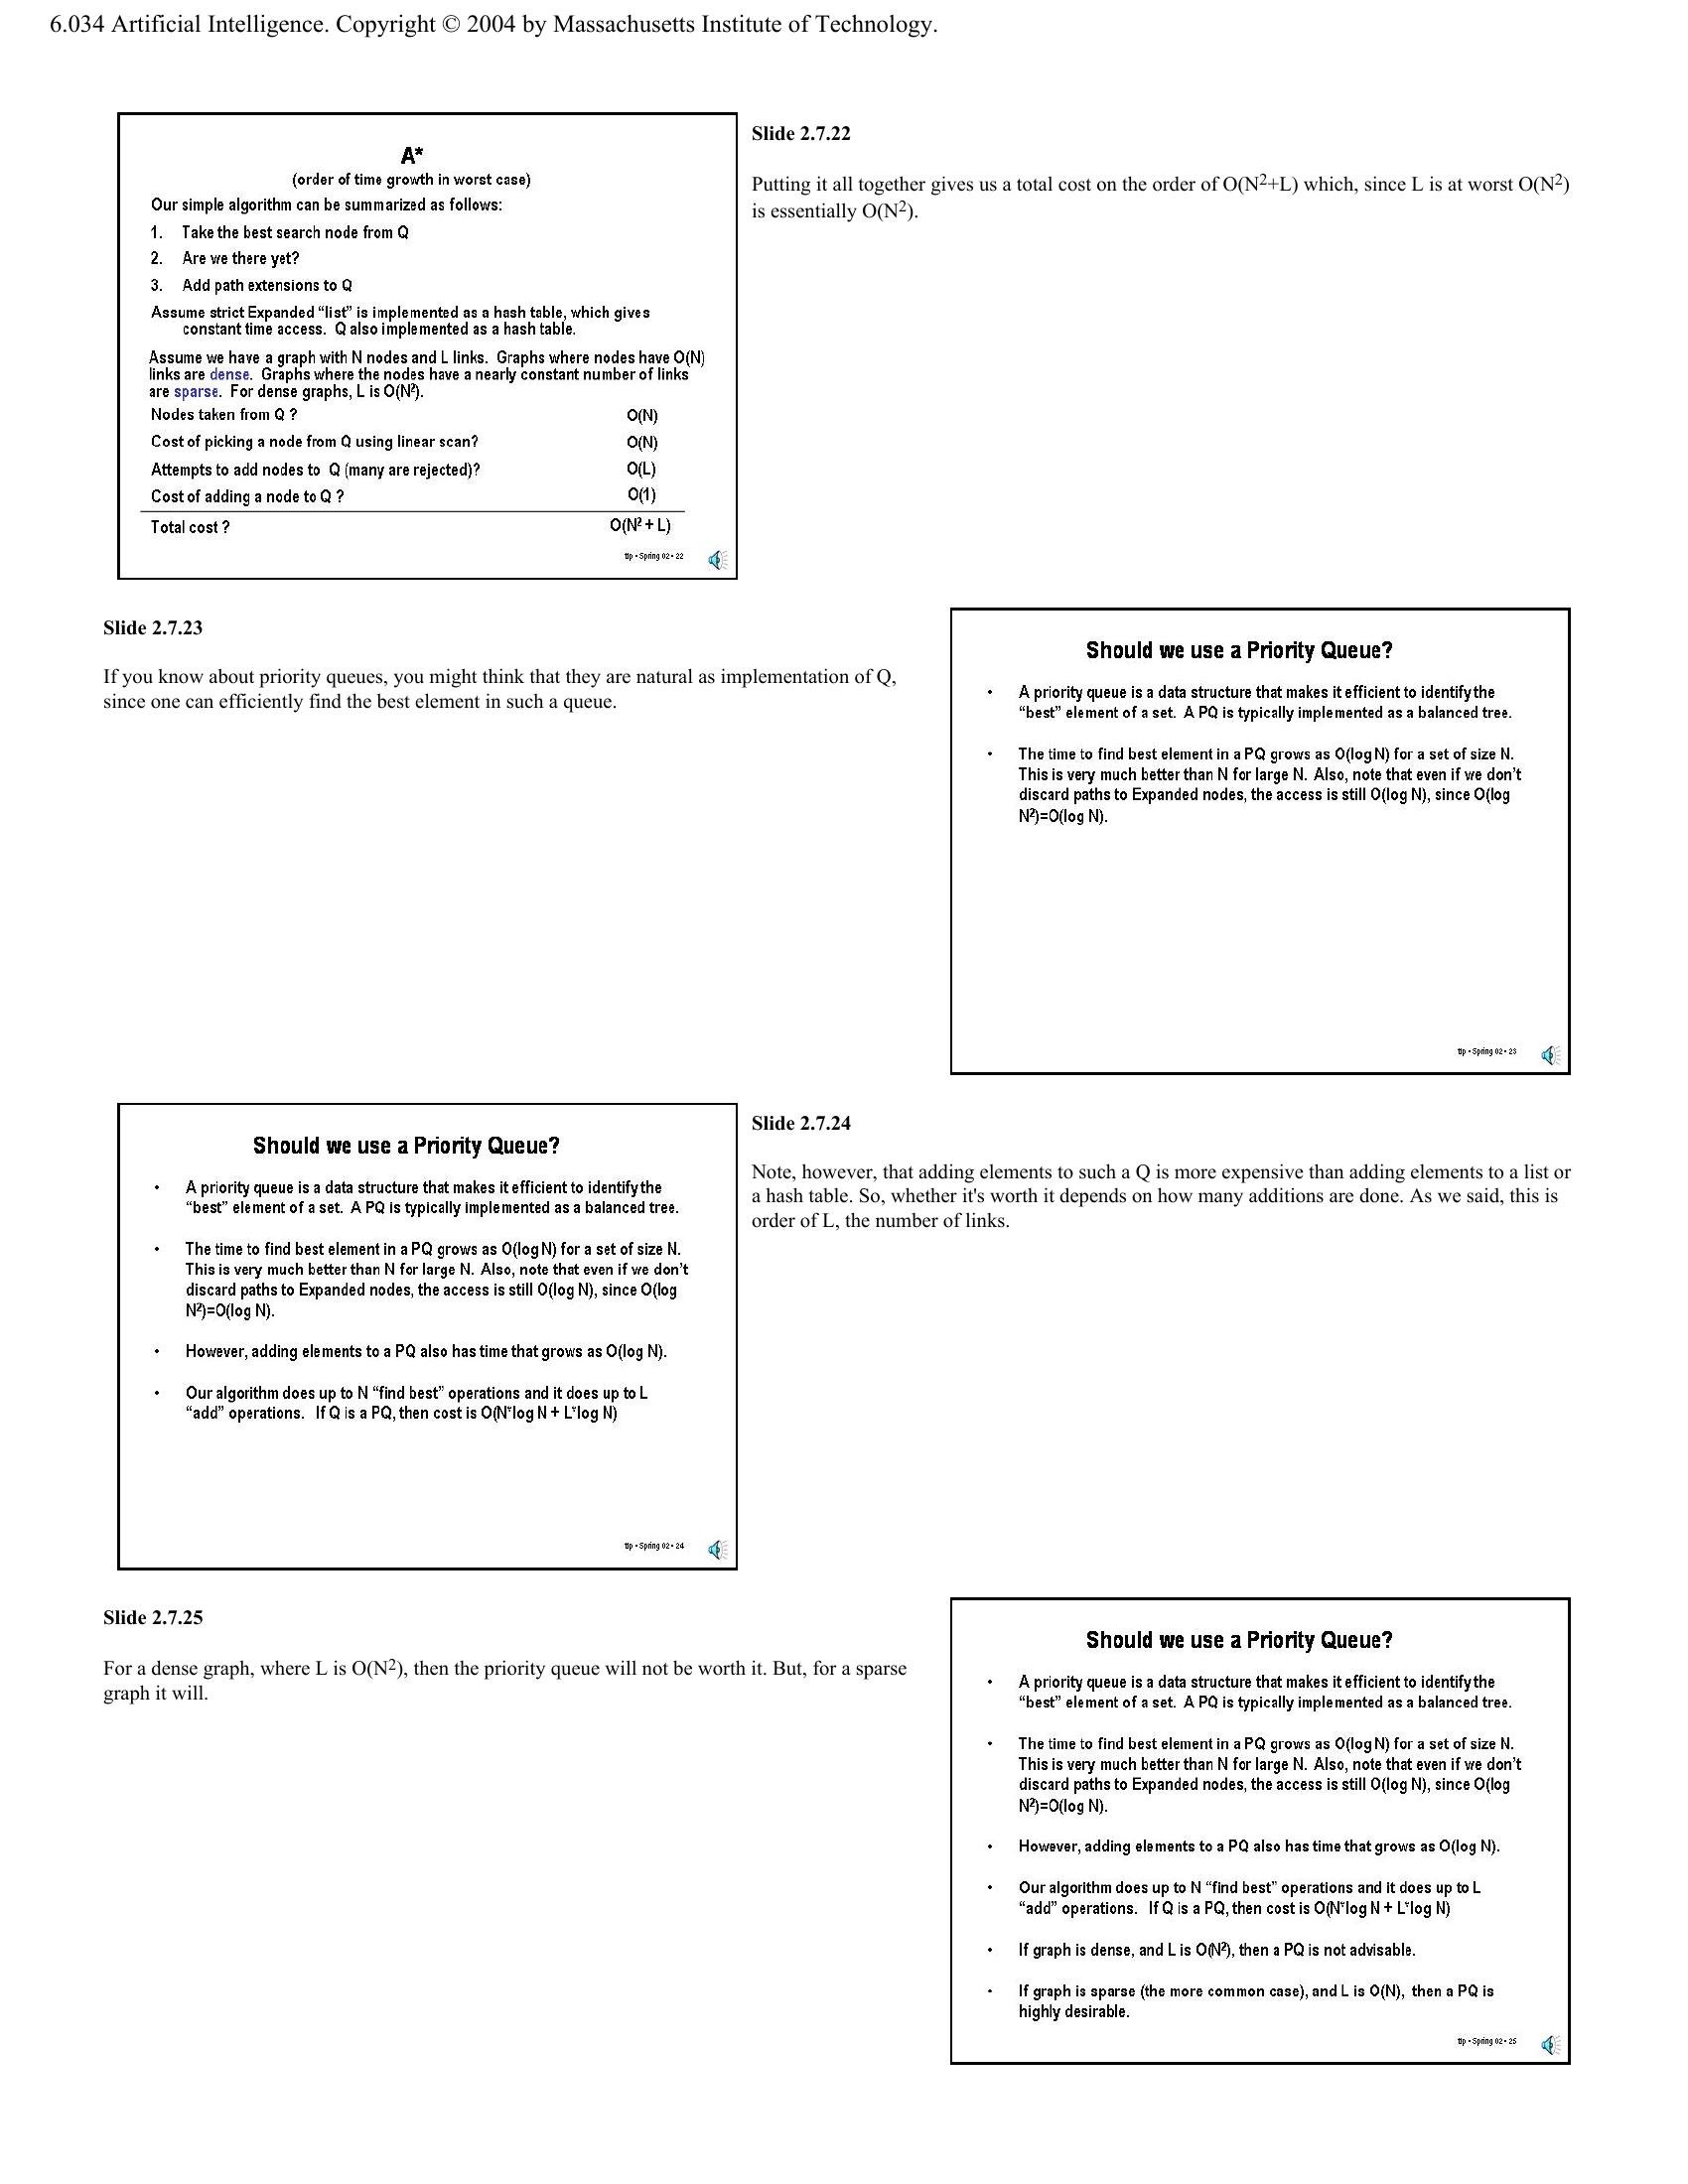 6.034 Artificial Intelligence. Copyright © 2004 by Massachusetts Institute of Technology.
A*
(order of time growth in worst case)
Our simple algorithm can be summarized as follows:
1. Take the best search node from Q
2. Are we there yet?
3. Add path extensions to Q
Assume strict Expanded “list” is implemented as a hash table, which gives
constant time access. Q also implemented as a hash table.
Assume we have a graph with N nodes and L links. Graphs where nodes have O(N)
links are dense. Graphs where the nodes have a nearly constant number of links
are sparse. For dense graphs, L is O(N²).
Nodes taken from Q ? O(N)
Cost of picking a node from Q using linear scan? O(N)
Attempts to add nodes to Q (many are rejected)? O(L)
Cost of adding a node to Q ? O(1)
Total cost ? O(N² + L)
tlp • Spring 02 • 22
Slide 2.7.22
Putting it all together gives us a total cost on the order of O(N²+L) which, since L is at worst O(N²)
is essentially O(N²).
Slide 2.7.23
If you know about priority queues, you might think that they are natural as implementation of Q,
since one can efficiently find the best element in such a queue.
Should we use a Priority Queue?
• A priority queue is a data structure that makes it efficient to identify the
“best” element of a set. A PQ is typically implemented as a balanced tree.
• The time to find best element in a PQ grows as O(log N) for a set of size N.
This is very much better than N for large N. Also, note that even if we don’t
discard paths to Expanded nodes, the access is still O(log N), since O(log
N²)=O(log N).
tlp • Spring 02 • 23
Should we use a Priority Queue?
• A priority queue is a data structure that makes it efficient to identify the
“best” element of a set. A PQ is typically implemented as a balanced tree.
• The time to find best element in a PQ grows as O(log N) for a set of size N.
This is very much better than N for large N. Also, note that even if we don’t
discard paths to Expanded nodes, the access is still O(log N), since O(log
N²)=O(log N).
• However, adding elements to a PQ also has time that grows as O(log N).
• Our algorithm does up to N “find best” operations and it does up to L
“add” operations. If Q is a PQ, then cost is O(N*log N + L*log N)
tlp • Spring 02 • 24
Slide 2.7.24
Note, however, that adding elements to such a Q is more expensive than adding elements to a list or
a hash table. So, whether it's worth it depends on how many additions are done. As we said, this is
order of L, the number of links.
Slide 2.7.25
For a dense graph, where L is O(N²), then the priority queue will not be worth it. But, for a sparse
graph it will.
Should we use a Priority Queue?
• A priority queue is a data structure that makes it efficient to identify the
“best” element of a set. A PQ is typically implemented as a balanced tree.
• The time to find best element in a PQ grows as O(log N) for a set of size N.
This is very much better than N for large N. Also, note that even if we don’t
discard paths to Expanded nodes, the access is still O(log N), since O(log
N²)=O(log N).
• However, adding elements to a PQ also has time that grows as O(log N).
• Our algorithm does up to N “find best” operations and it does up to L
“add” operations. If Q is a PQ, then cost is O(N*log N + L*log N)
• If graph is dense, and L is O(N²), then a PQ is not advisable.
• If graph is sparse (the more common case), and L is O(N), then a PQ is
highly desirable.
tlp • Spring 02 • 25